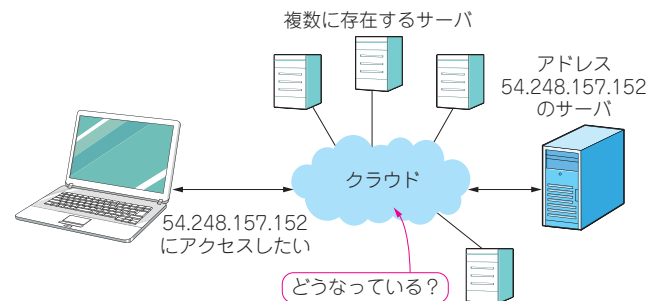 複数に存在するサーバ
アドレス
54.248.157.152
のサーバ
クラウド
54.248.157.152
にアクセスしたい
どうなっている？